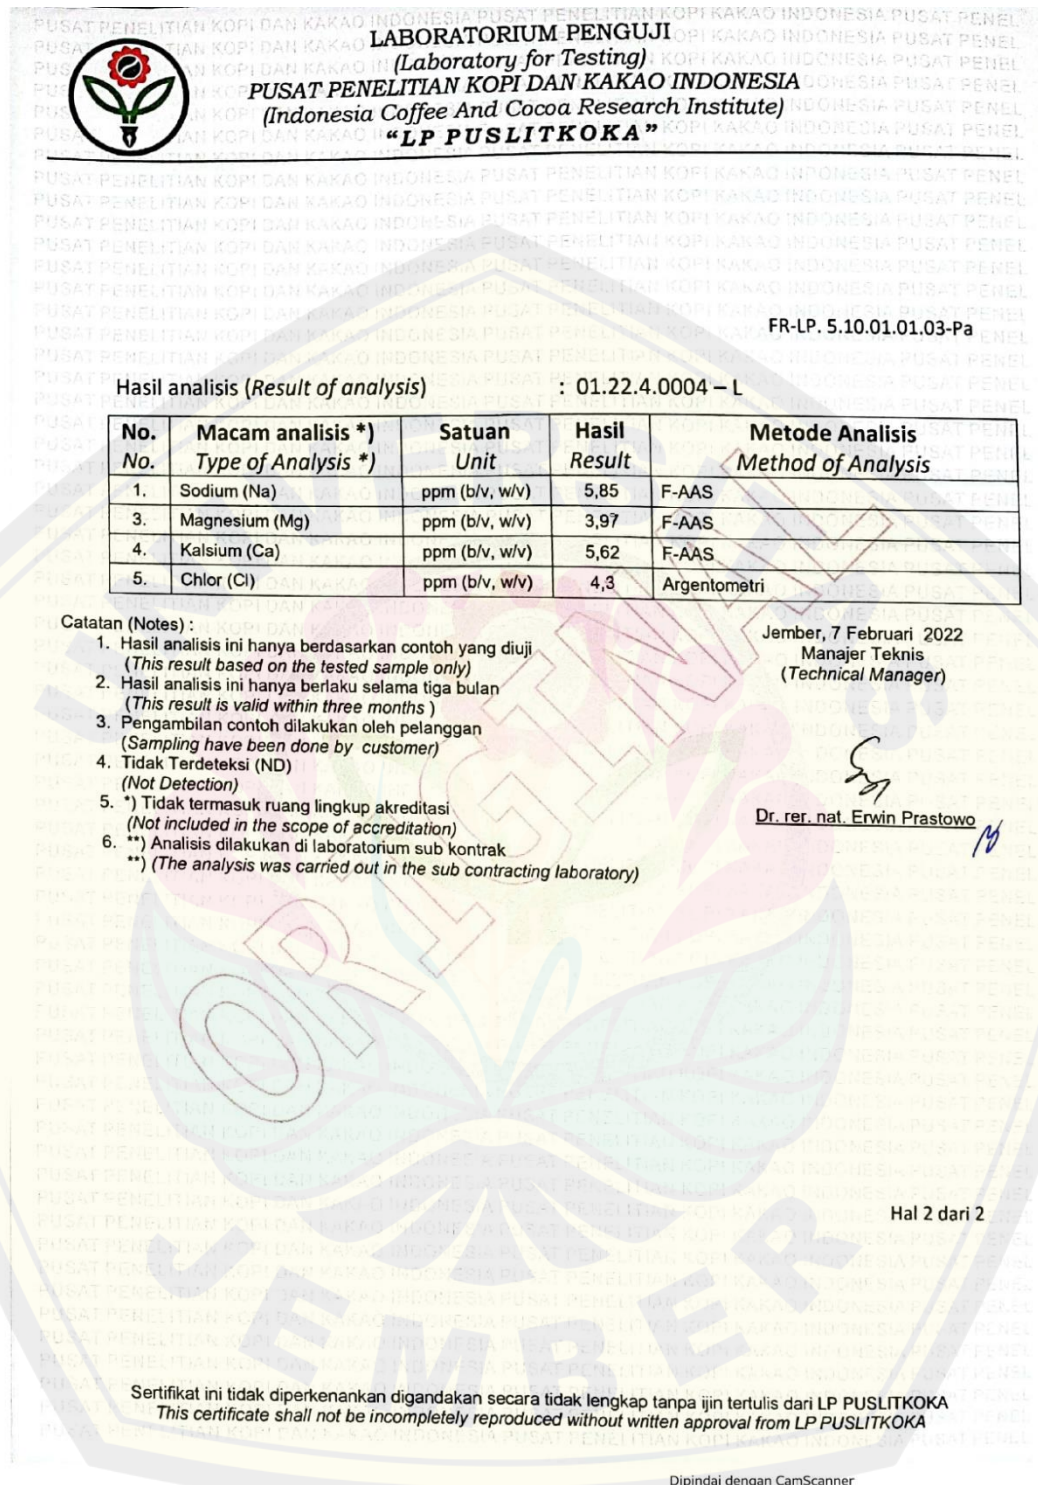 LABORATORIUM PENGUJI
(Laboratory for Testing)
PUSAT PENELITIAN KOPI DAN KAKAO INDONESIA
(Indonesia Coffee And Cocoa Research Institute)
"LP PUSLITKOKA"
FR-LP. 5.10.01.01.03-Pa
Hasil analisis (Result of analysis) : 01.22.4.0004 – L
No. Macam analisis *) Satuan Hasil Metode Analisis
No. Type of Analysis *) Unit Result Method of Analysis
1. Sodium (Na) ppm (b/v, w/v) 5,85 F-AAS
3. Magnesium (Mg) ppm (b/v, w/v) 3,97 F-AAS
4. Kalsium (Ca) ppm (b/v, w/v) 5,62 F-AAS
5. Chlor (Cl) ppm (b/v, w/v) 4,3 Argentometri
Catatan (Notes) :
1. Hasil analisis ini hanya berdasarkan contoh yang diuji
(This result based on the tested sample only)
2. Hasil analisis ini hanya berlaku selama tiga bulan
(This result is valid within three months )
3. Pengambilan contoh dilakukan oleh pelanggan
(Sampling have been done by customer)
4. Tidak Terdeteksi (ND)
(Not Detection)
5. *) Tidak termasuk ruang lingkup akreditasi
(Not included in the scope of accreditation)
6. **) Analisis dilakukan di laboratorium sub kontrak
**) (The analysis was carried out in the sub contracting laboratory)
Jember, 7 Februari 2022
Manajer Teknis
(Technical Manager)
Dr. rer. nat. Erwin Prastowo
ORIGINAL
Hal 2 dari 2
Sertifikat ini tidak diperkenankan digandakan secara tidak lengkap tanpa ijin tertulis dari LP PUSLITKOKA
This certificate shall not be incompletely reproduced without written approval from LP PUSLITKOKA
Dipindai dengan CamScanner